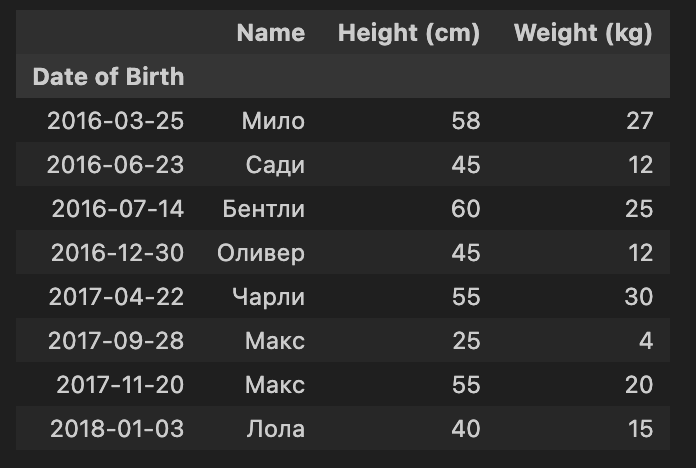 Name Height (cm) Weight (kg)
Date of Birth
2016-03-25 Мило 58 27
2016-06-23 Сади 45 12
2016-07-14 Бентли 60 25
2016-12-30 Оливер 45 12
2017-04-22 Чарли 55 30
2017-09-28 Макс 25 4
2017-11-20 Макс 55 20
2018-01-03 Лола 40 15